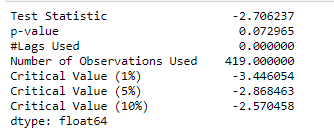 Test Statistic -2.706237
p-value 0.072965
#Lags Used 0.000000
Number of Observations Used 419.000000
Critical Value (1%) -3.446054
Critical Value (5%) -2.868463
Critical Value (10%) -2.570458
dtype: float64